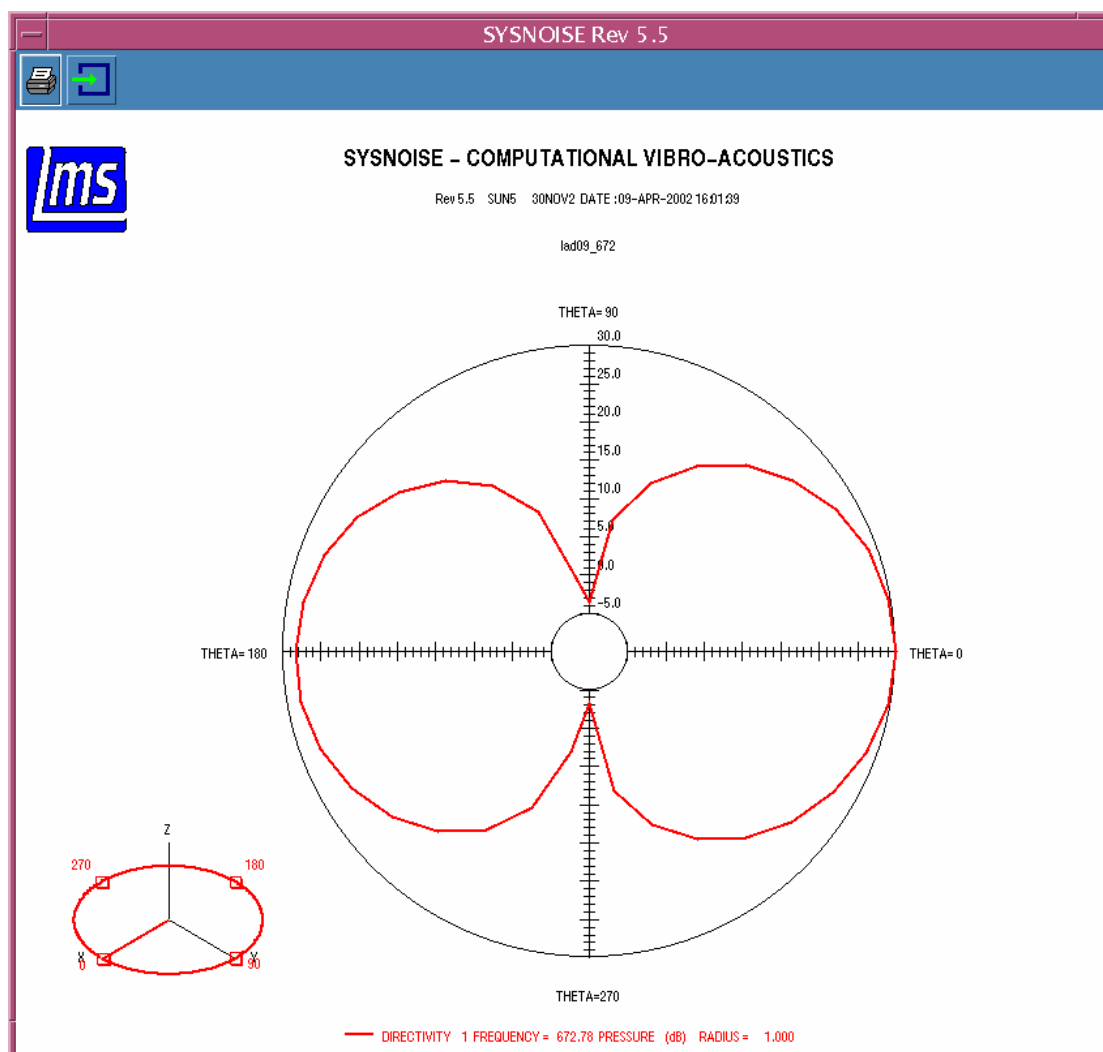 SYSNOISE Rev 5.5
lms
SYSNOISE - COMPUTATIONAL VIBRO-ACOUSTICS
Rev 5.5 SUN5 30NOV2 DATE :09-APR-2002 16:01:39
lad09_672
THETA= 90
30.0
25.0
20.0
15.0
10.0
5.0
0.0
-5.0
THETA= 180
THETA= 0
Z
270
180
X
0
Y
90
THETA=270
DIRECTIVITY 1 FREQUENCY = 672.78 PRESSURE (dB) RADIUS = 1.000